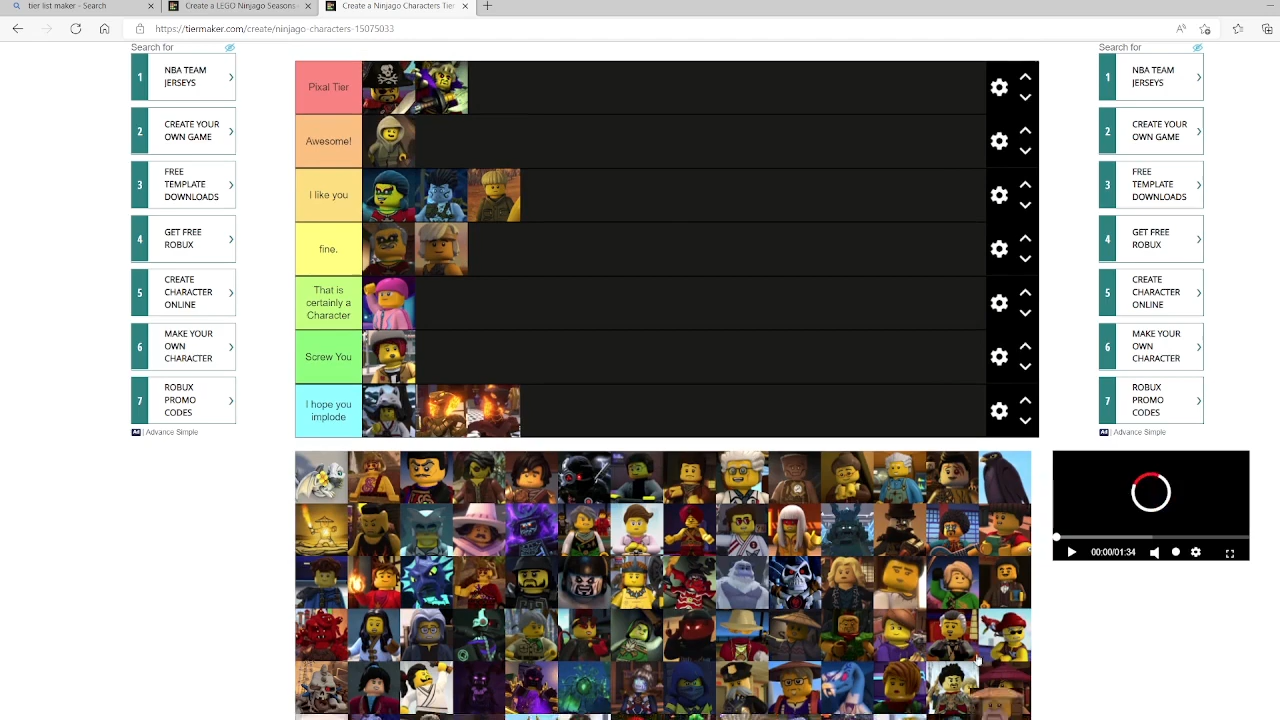 tier list maker - Search
Create a LEGO Ninjago Seasons
Create a Ninjago Characters Tier
https://tiermaker.com/create/ninjago-characters-15075033
Search for
1
NBA TEAM
JERSEYS
2
CREATE YOUR
OWN GAME
3
FREE
TEMPLATE
DOWNLOADS
4
GET FREE
ROBUX
5
CREATE
CHARACTER
ONLINE
6
MAKE YOUR
OWN
CHARACTER
7
ROBUX
PROMO
CODES
Ad | Advance Simple
Pixal Tier
Awesome!
I like you
fine.
That is
certainly a
Character
Screw You
I hope you
implode
Search for
1
NBA TEAM
JERSEYS
2
CREATE YOUR
OWN GAME
3
FREE
TEMPLATE
DOWNLOADS
4
GET FREE
ROBUX
5
CREATE
CHARACTER
ONLINE
6
MAKE YOUR
OWN
CHARACTER
7
ROBUX
PROMO
CODES
Ad | Advance Simple
00:00/01:34